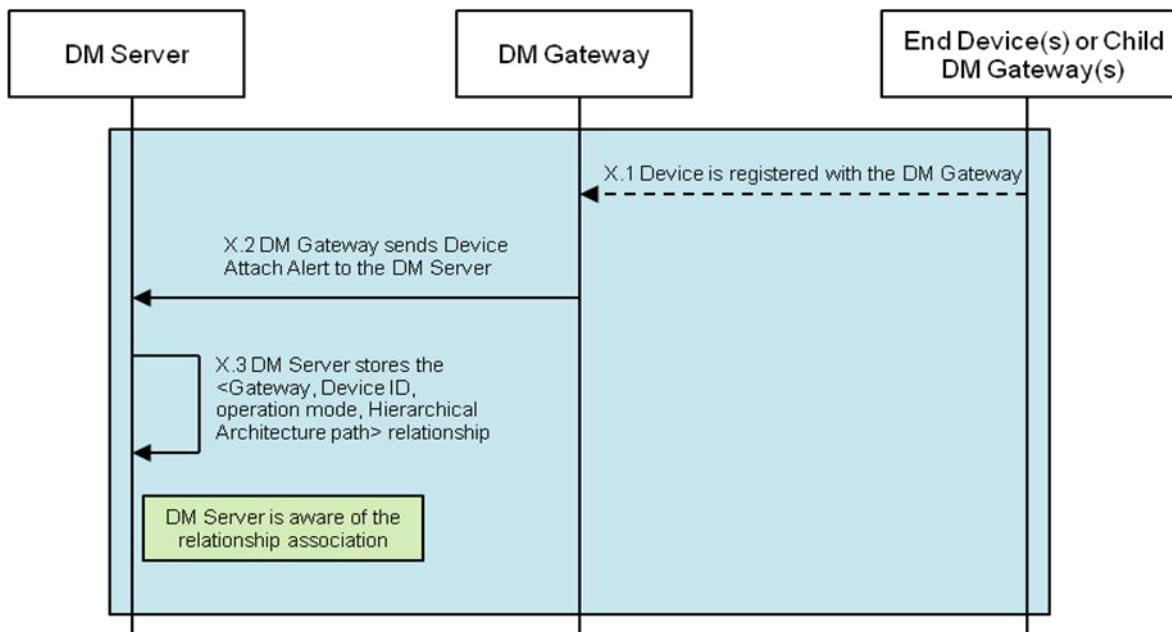 DM Server
DM Gateway
End Device(s) or Child
DM Gateway(s)
X.1 Device is registered with the DM Gateway
X.2 DM Gateway sends Device
Attach Alert to the DM Server
X.3 DM Server stores the
<Gateway, Device ID,
operation mode, Hierarchical
Architecture path> relationship
DM Server is aware of the
relationship association